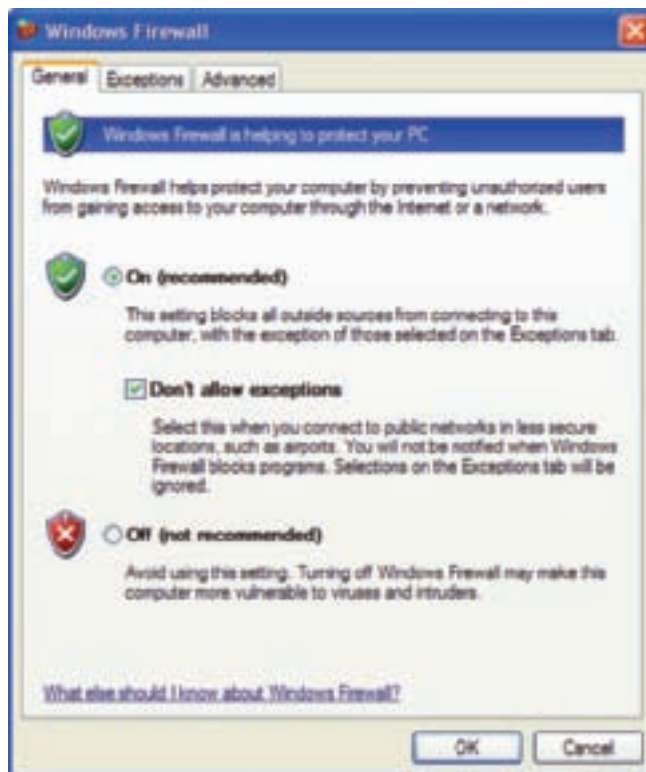 Windows Firewall
General
Exceptions
Advanced
Windows Firewall is helping to protect your PC
Windows Firewall helps protect your computer by preventing unauthorized users
from gaining access to your computer through the Internet or a network.
On (recommended)
This setting blocks all outside sources from connecting to this
computer, with the exception of those selected on the Exceptions tab.
Don't allow exceptions
Select this when you connect to public networks in less secure
locations, such as airports. You will not be notified when Windows
Firewall blocks programs. Selections on the Exceptions tab will be
ignored.
Off (not recommended)
Avoid using this setting. Turning off Windows Firewall may make this
computer more vulnerable to viruses and intruders.
What else should I know about Windows Firewall?
OK
Cancel